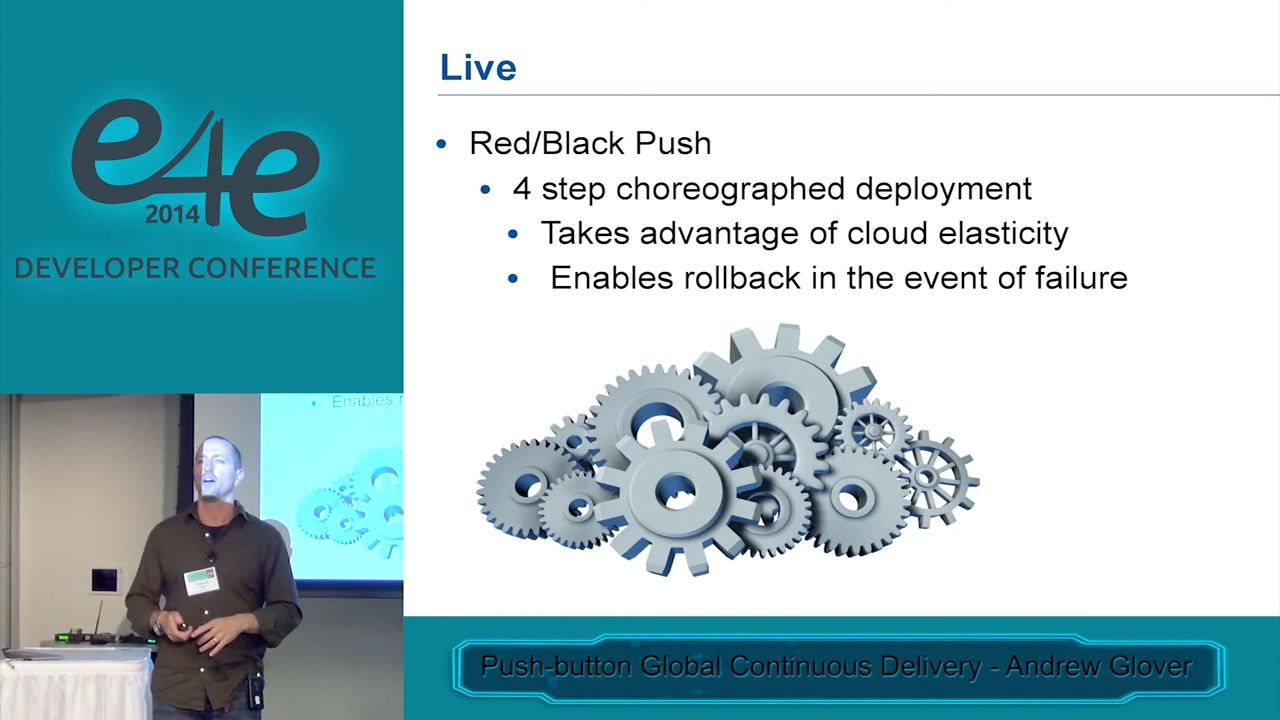 e4e
2014
DEVELOPER CONFERENCE
Live
Red/Black Push
4 step choreographed deployment
Takes advantage of cloud elasticity
Enables rollback in the event of failure
Enables r
Push-button Global Continuous Delivery - Andrew Glover